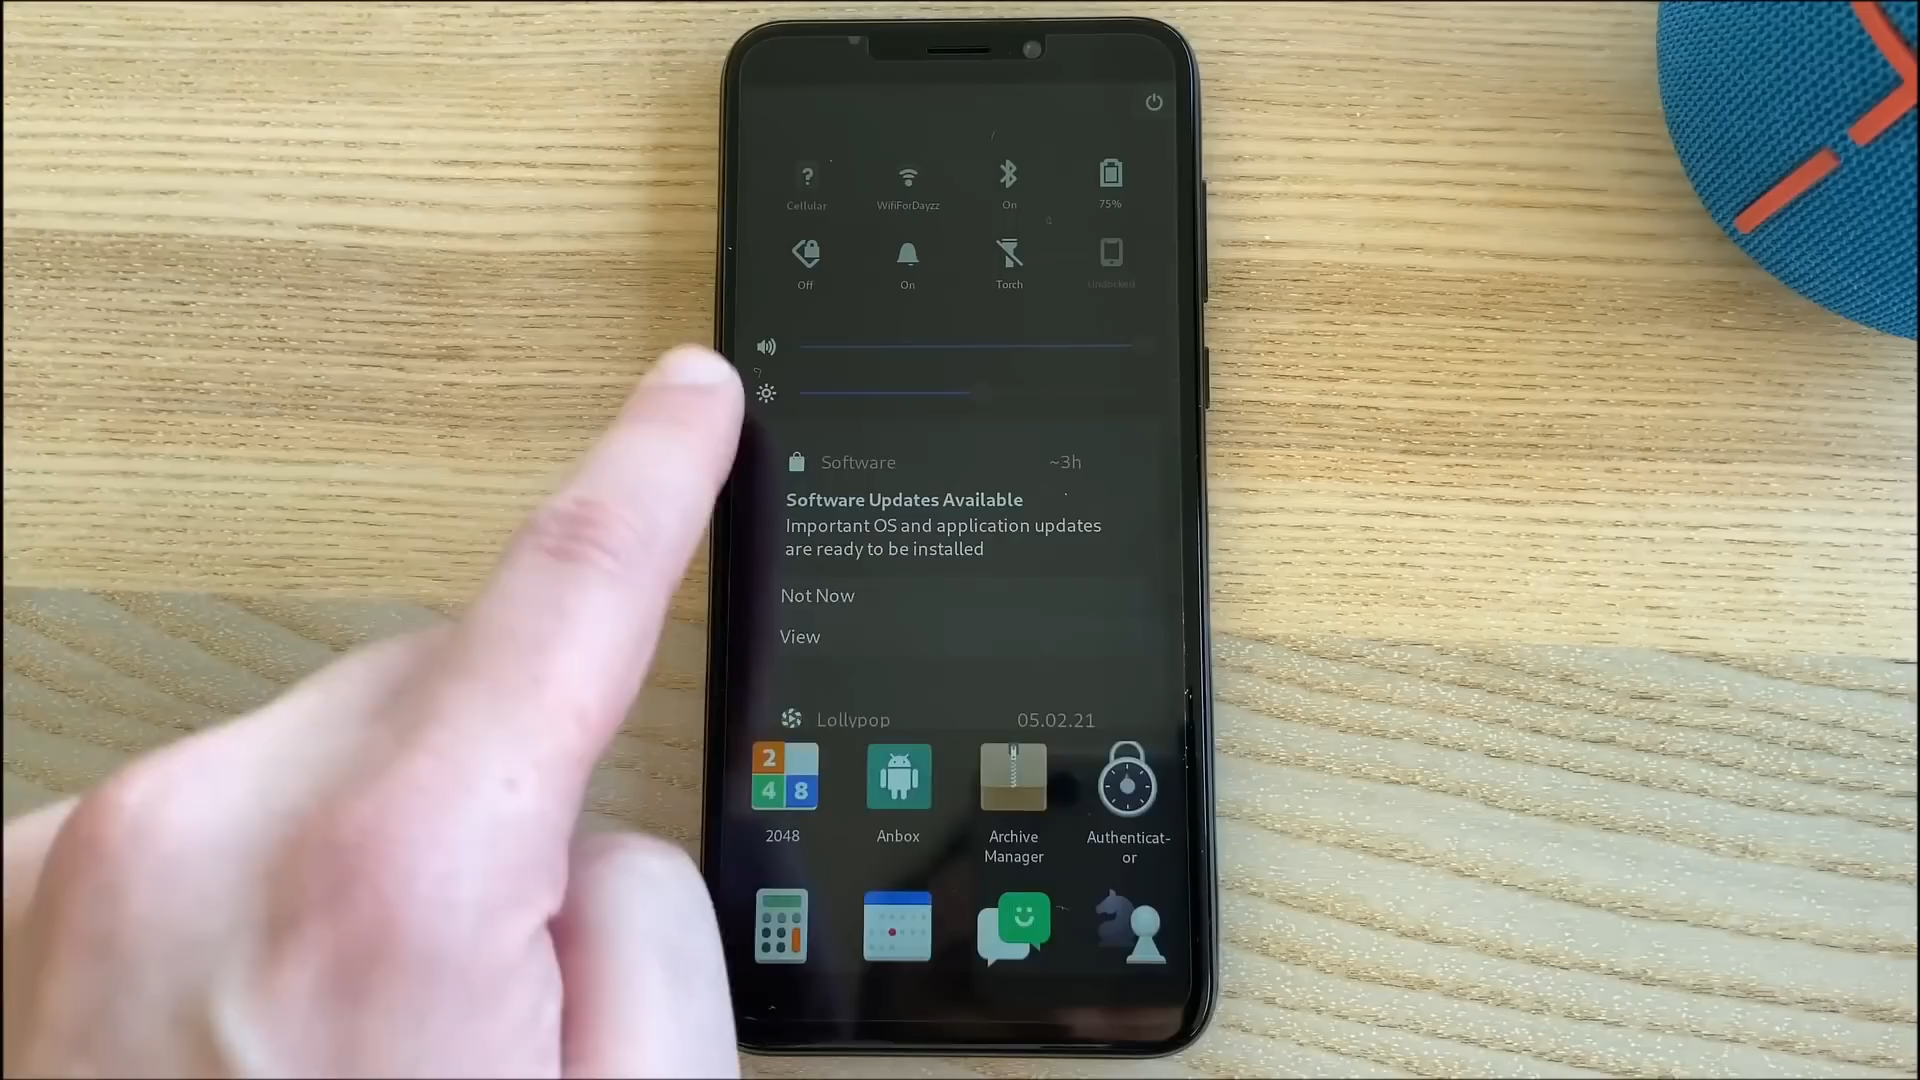 ?
Cellular
WifiForDayzz
On
75%
Off
On
Torch
Undocked
Software
~3h
Software Updates Available
Important OS and application updates
are ready to be installed
Not Now
View
Lollypop
05.02.21
2
4 8
2048
Anbox
Archive
Manager
Authenticat-
or